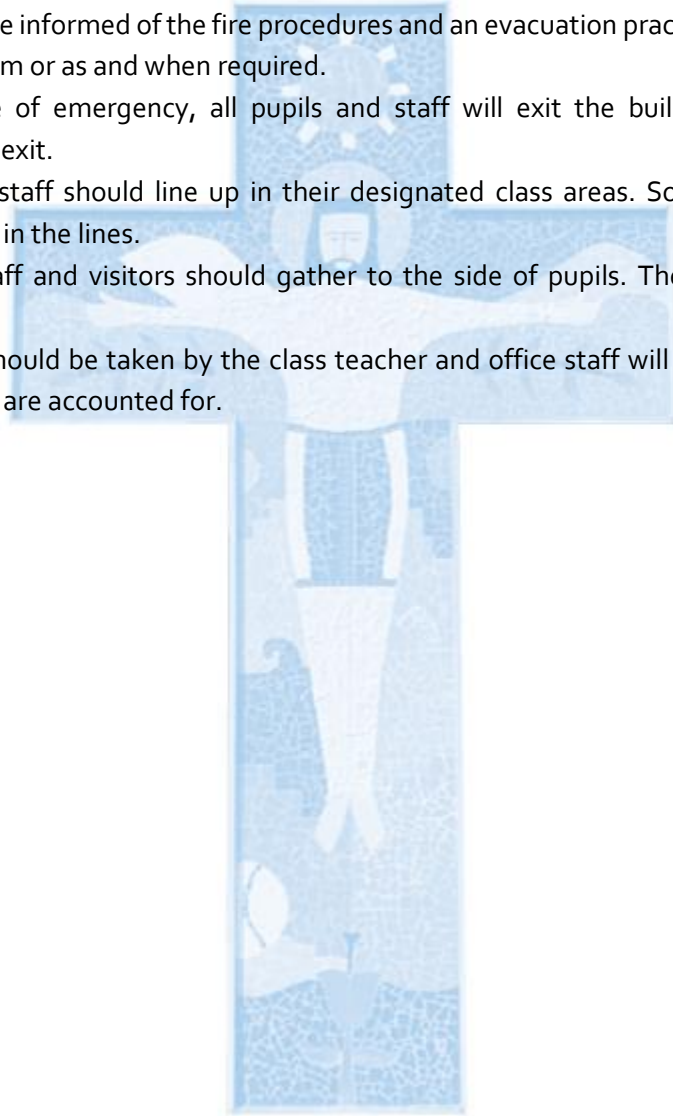 e informed of the fire procedures and an evacuation prac
m or as and when required.
of emergency, all pupils and staff will exit the buil
exit.
staff should line up in their designated class areas. So
in the lines.
aff and visitors should gather to the side of pupils. The
hould be taken by the class teacher and office staff will
are accounted for.